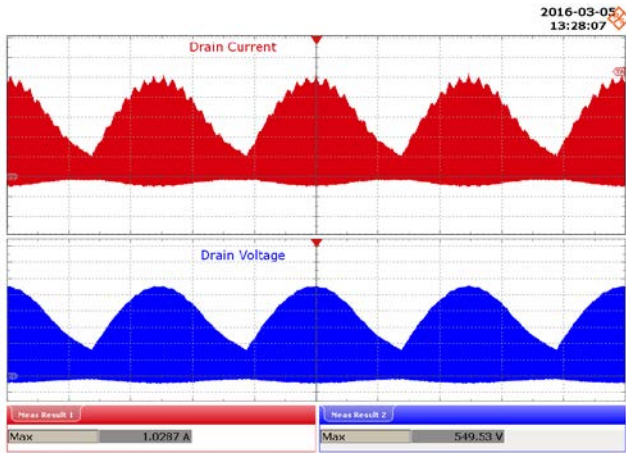 2016-03-05
13:28:07
Drain Current
Drain Voltage
Meas Result 1
Meas Result 2
Max 1.0287 A
Max 549.53 V